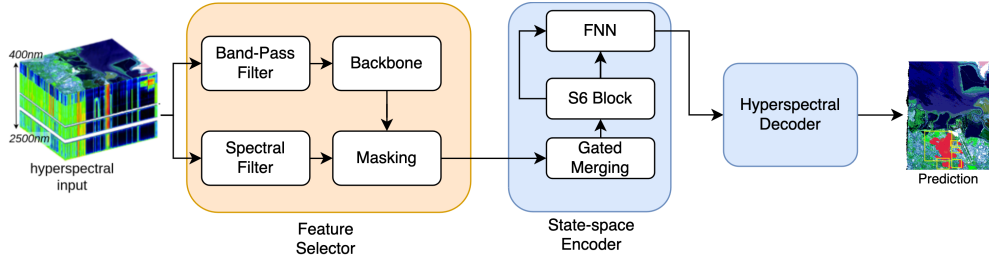 400nm
2500nm
hyperspectral
input
Band-Pass
Filter
Backbone
Spectral
Filter
Masking
Feature
Selector
FNN
S6 Block
Gated
Merging
State-space
Encoder
Hyperspectral
Decoder
Prediction